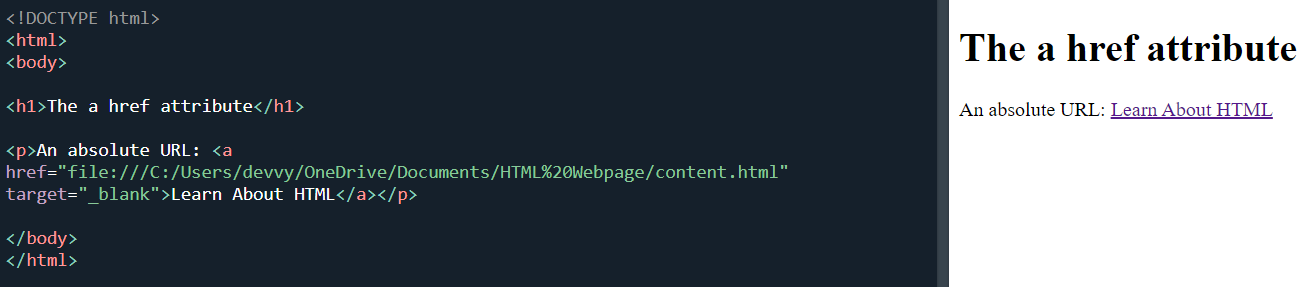 <!DOCTYPE html>
<html>
<body>
<h1>The a href attribute</h1>
<p>An absolute URL: <a
href="file:///C:/Users/devvy/OneDrive/Documents/HTML%20Webpage/content.html"
target="_blank">Learn About HTML</a></p>
</body>
</html>
The a href attribute
An absolute URL: Learn About HTML